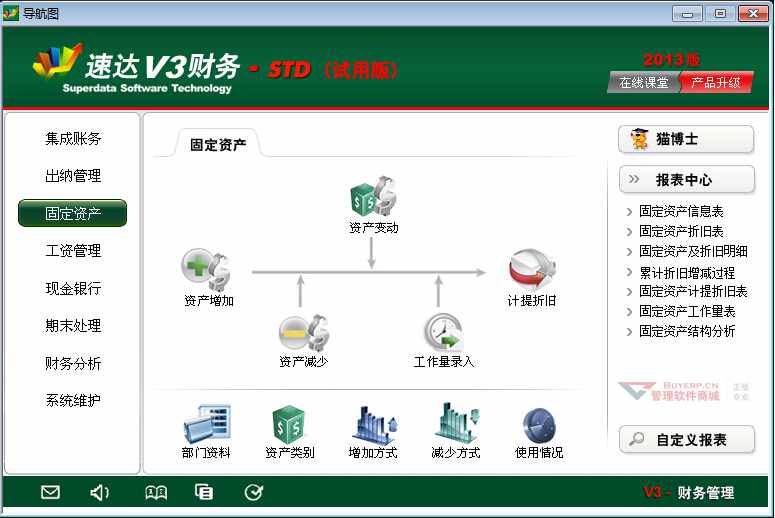 导航图
速达V3财务 - STD（试用版）
Superdata Software Technology
2013版
在线课堂 产品升级
集成账务
出纳管理
固定资产
工资管理
现金银行
期末处理
财务分析
系统维护
固定资产
资产变动
资产增加
计提折旧
资产减少
工作量录入
部门资料
资产类别
增加方式
减少方式
使用情况
猫博士
报表中心
固定资产信息表
固定资产折旧表
固定资产及折旧明细
累计折旧增减过程
固定资产计提折旧表
固定资产工作量表
固定资产结构分析
BUYERP.CN
管理软件商城
正版
专业
自定义报表
V3 - 财务管理